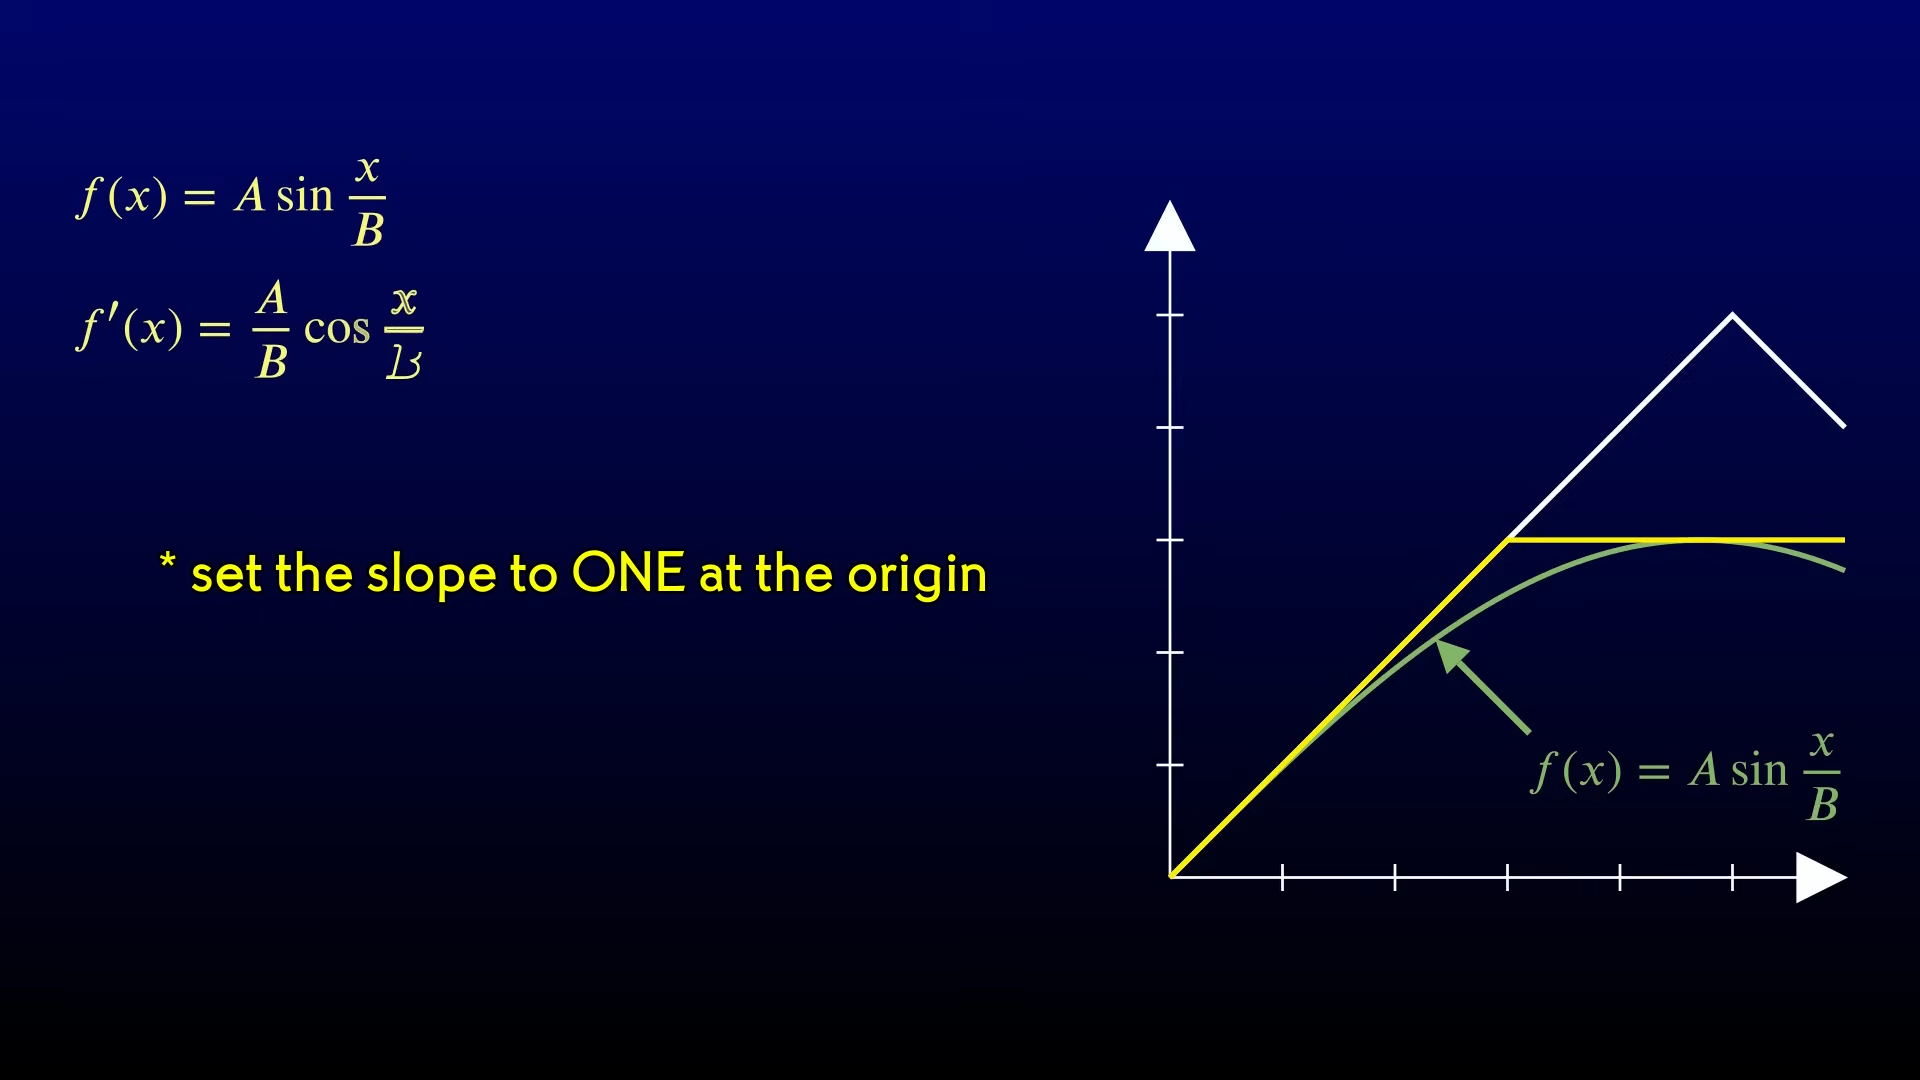 f(x) = A sin x/B
f′(x) = A/B cos x/B
* set the slope to ONE at the origin
f(x) = A sin x/B